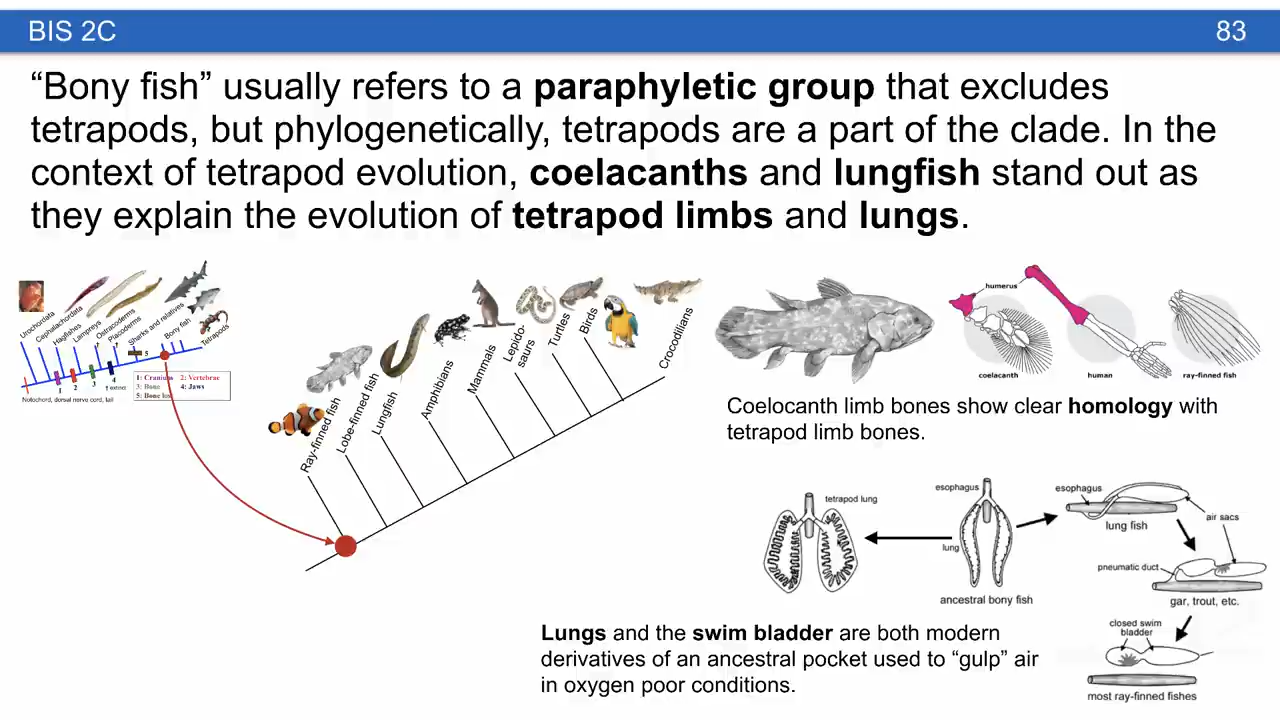 BIS 2C
83
“Bony fish” usually refers to a paraphyletic group that excludes
tetrapods, but phylogenetically, tetrapods are a part of the clade. In the
context of tetrapod evolution, coelacanths and lungfish stand out as
they explain the evolution of tetrapod limbs and lungs.
Urochordata
Cephalochordata
Hagfishes
Lampreys
Ostracoderms
Placoderms
Sharks and relatives
Bony fish
Tetrapods
5
1
2
3
4
† extinct
1: Cranium
2: Vertebrae
3: Bone
4: Jaws
Notochord, dorsal nerve cord, tail
Ray-finned fish
Lobe-finned fish
Lungfish
Amphibians
Mammals
Lepido-
saurs
Turtles
Birds
Crocodilians
humerus
coelacanth
human
ray-finned fish
Coelocanth limb bones show clear homology with
tetrapod limb bones.
tetrapod lung
esophagus
lung
ancestral bony fish
esophagus
air sacs
lung fish
pneumatic duct
gar, trout, etc.
closed swim
bladder
most ray-finned fishes
Lungs and the swim bladder are both modern
derivatives of an ancestral pocket used to “gulp” air
in oxygen poor conditions.